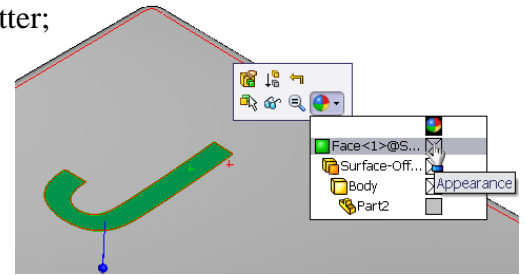 tter;
Face<1>@S...
Surface-Off...
Appearance
Body
Part2